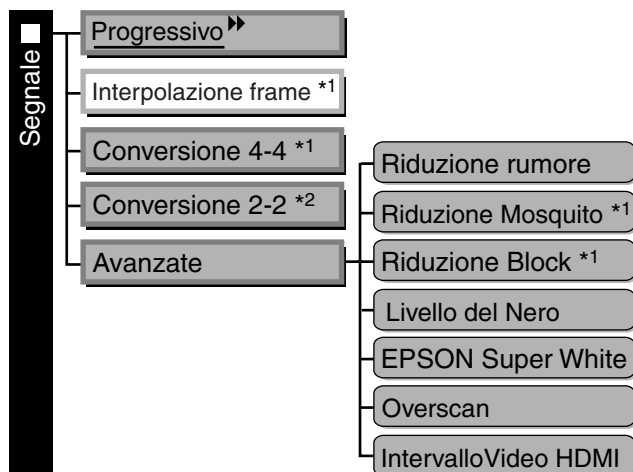 Segnale
Progressivo
Interpolazione frame *1
Conversione 4-4 *1
Conversione 2-2 *2
Avanzate
Riduzione rumore
Riduzione Mosquito *1
Riduzione Block *1
Livello del Nero
EPSON Super White
Overscan
IntervalloVideo HDMI